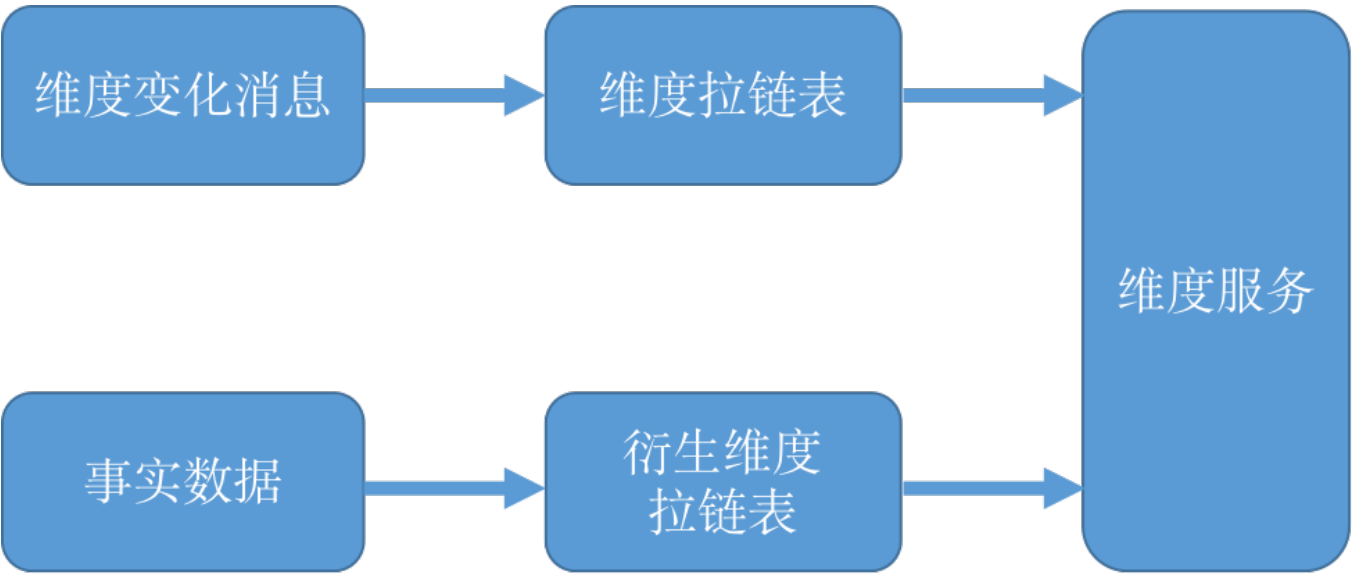 维度变化消息
维度拉链表
维度服务
事实数据
衍生维度
拉链表